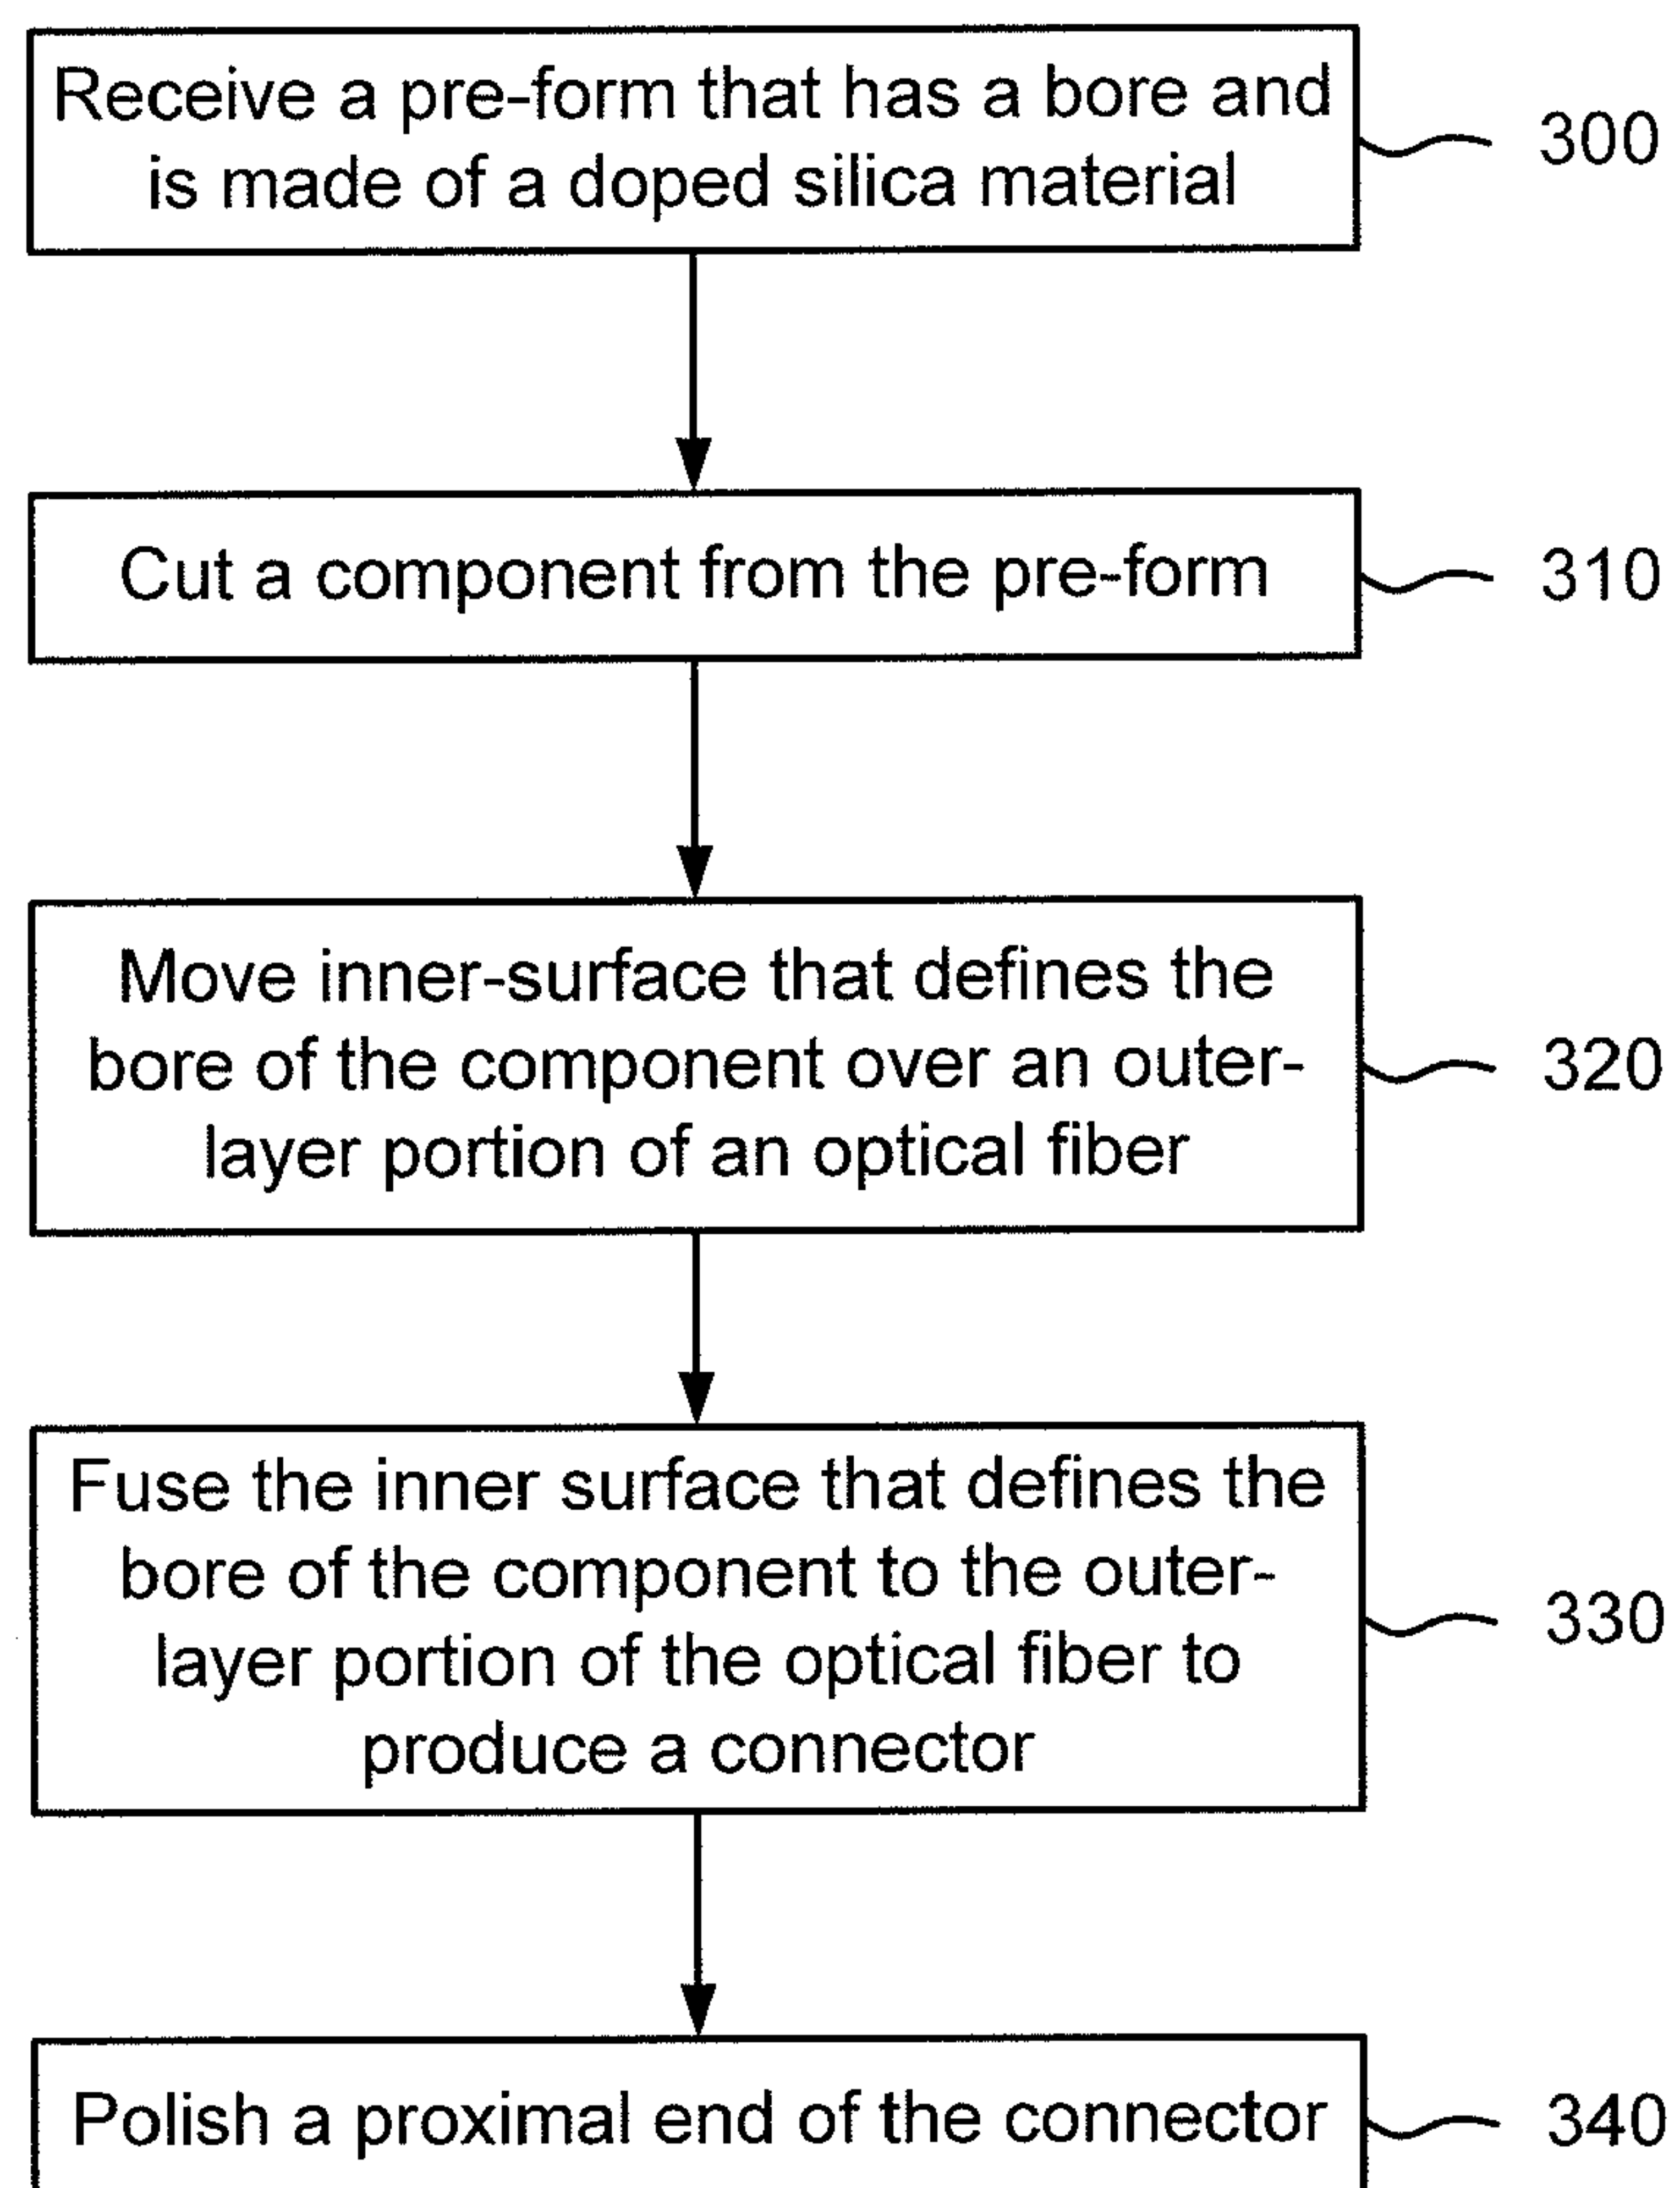 Receive a pre-form that has a bore and
is made of a doped silica material
300
Cut a component from the pre-form
310
Move inner-surface that defines the
bore of the component over an outer-
layer portion of an optical fiber
320
Fuse the inner surface that defines the
bore of the component to the outer-
layer portion of the optical fiber to
produce a connector
330
Polish a proximal end of the connector
340